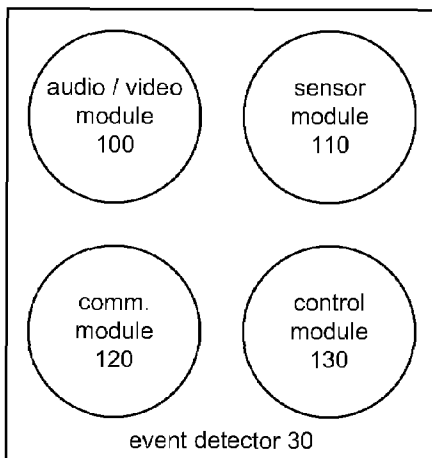 audio / video
module
100
sensor
module
110
comm.
module
120
control
module
130
event detector 30